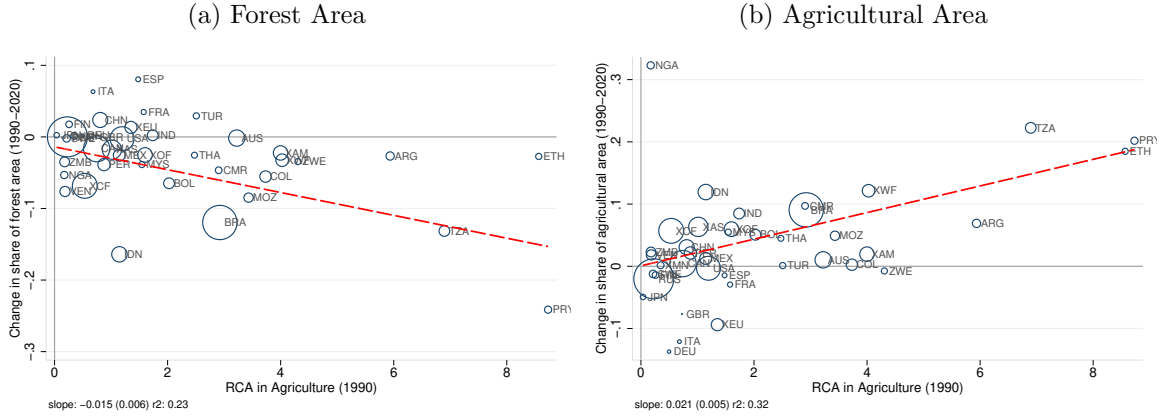 (a) Forest Area
Change in share of forest area (1990−2020)
.1
0
−.1
−.2
−.3
ESP
ITA
FRA
TUR
FIN
CHN
XEU
IND
AUS
USA
MEX
XOF
MYS
THA
CMR
XAM
ZWE
ARG
ETH
ZMB
PER
NGA
XCF
VEN
BOL
COL
MOZ
BRA
TZA
IDN
PRY
0
2
4
6
8
RCA in Agriculture (1990)
slope: −0.015 (0.006) r2: 0.23
(b) Agricultural Area
Change in share of agricultural area (1990−2020)
.3
.2
.1
0
−.1
NGA
TZA
PRY
ETH
IDN
XWF
CMR
BRA
IND
ARG
XCF
XAS
XOF
MYS
BOL
THA
MOZ
ZMB
CHN
PER
MEX
CAN
XMN
USA
TUR
AUS
COL
XAM
ZWE
RUS
ESP
FRA
JPN
GBR
XEU
ITA
DEU
0
2
4
6
8
RCA in Agriculture (1990)
slope: 0.021 (0.005) r2: 0.32